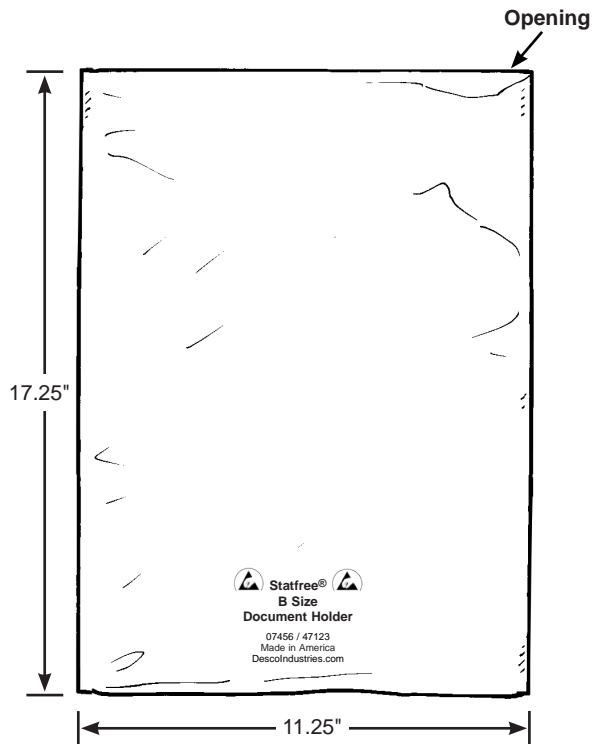 Opening
17.25"
Statfree®
B Size
Document Holder
07456 / 47123
Made in America
DescoIndustries.com
11.25"